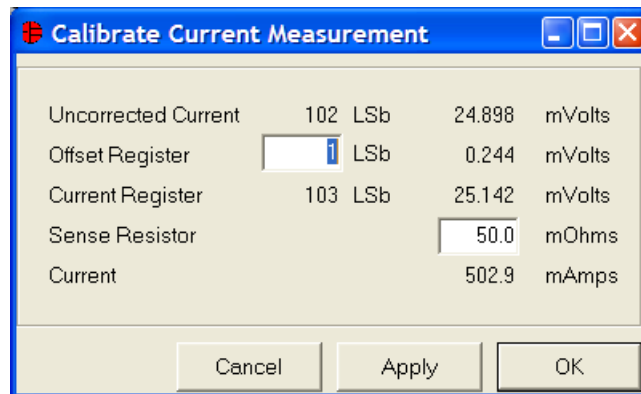 Calibrate Current Measurement
Uncorrected Current 102 LSb 24.898 mVolts
Offset Register 1 LSb 0.244 mVolts
Current Register 103 LSb 25.142 mVolts
Sense Resistor 50.0 mOhms
Current 502.9 mAmps
Cancel Apply OK